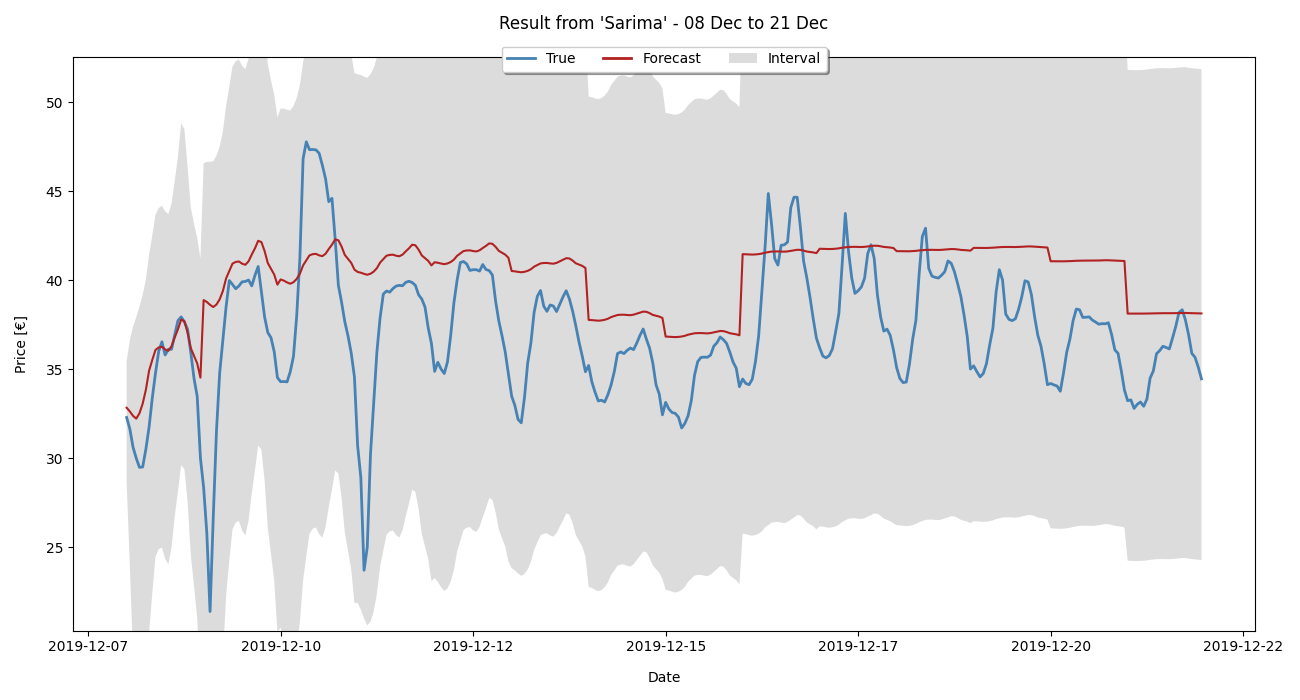 Result from 'Sarima' - 08 Dec to 21 Dec
True Forecast Interval
Price [€]
50
45
40
35
30
25
2019-12-07 2019-12-10 2019-12-12 2019-12-15 2019-12-17 2019-12-20 2019-12-22
Date